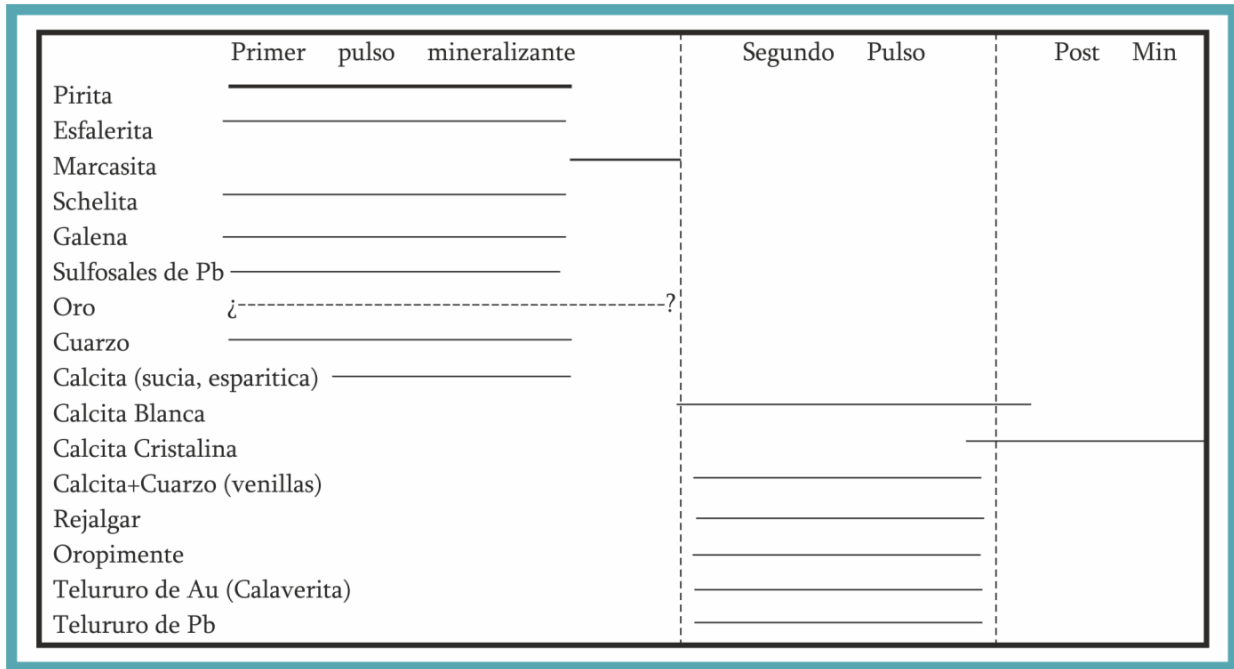 Primer pulso mineralizante Segundo Pulso Post Min
Pirita
Esfalerita
Marcasita
Schelita
Galena
Sulfosales de Pb
Oro ¿ ?
Cuarzo
Calcita (sucia, esparitica)
Calcita Blanca
Calcita Cristalina
Calcita+Cuarzo (venillas)
Rejalgar
Oropimente
Telururo de Au (Calaverita)
Telururo de Pb